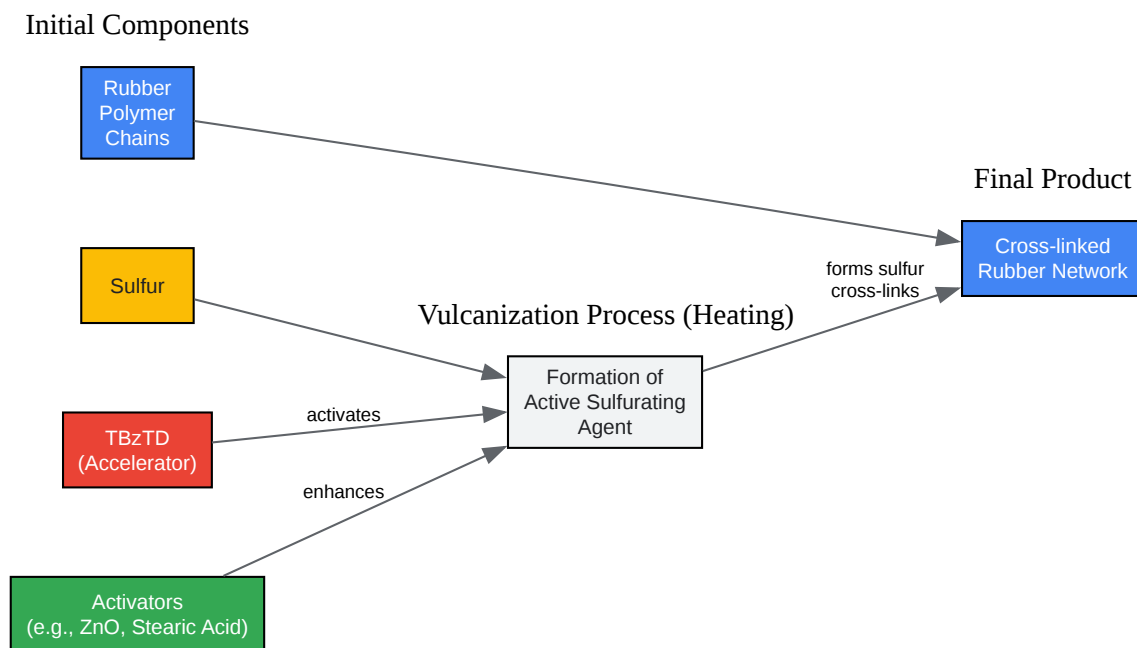 Initial Components
Rubber
Polymer
Chains
Final Product
Cross-linked
Rubber Network
Sulfur
forms sulfur
cross-links
Vulcanization Process (Heating)
Formation of
Active Sulfurating
Agent
activates
TBzTD
(Accelerator)
enhances
Activators
(e.g., ZnO, Stearic Acid)